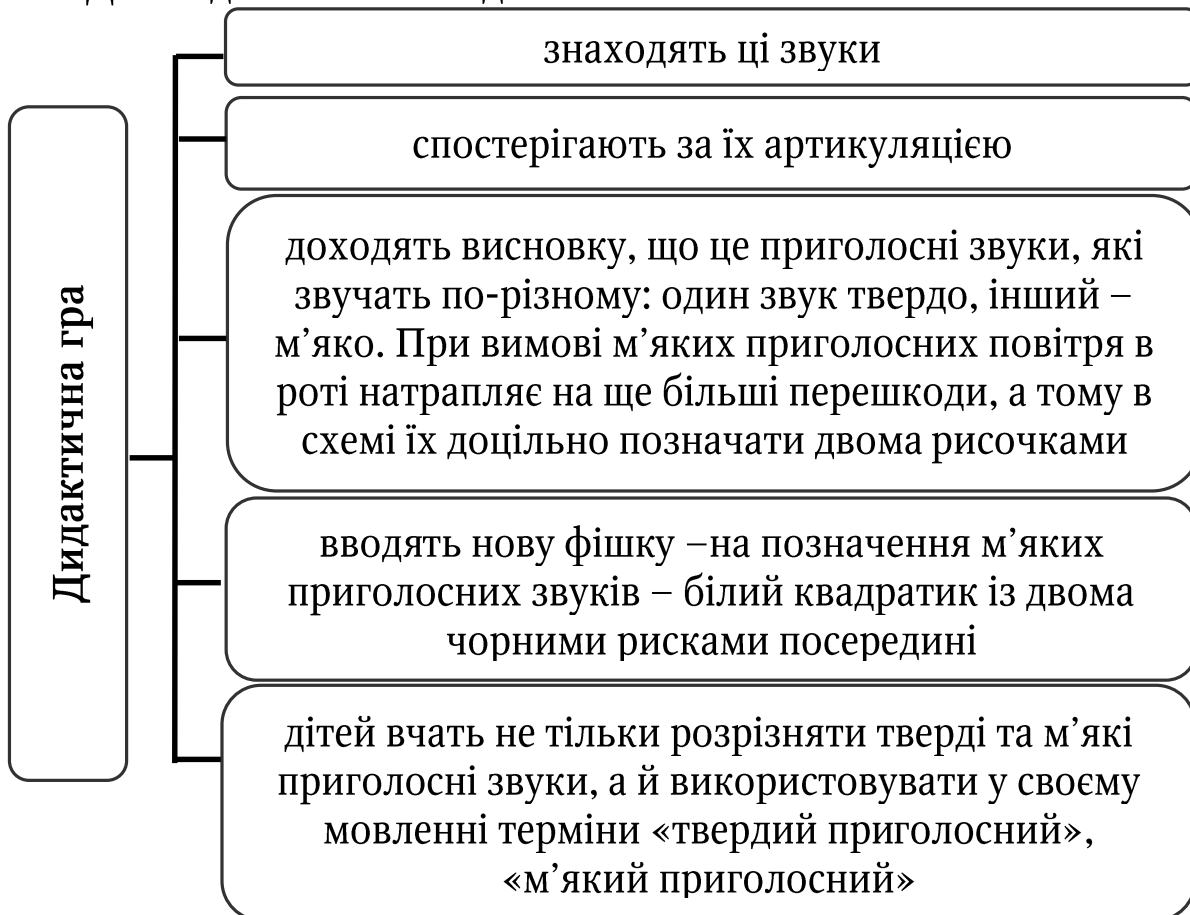 знаходять ці звуки
спостерігають за їх артикуляцією
Дидактична гра
доходять висновку, що це приголосні звуки, які
звучать по-різному: один звук твердо, інший –
м’яко. При вимові м’яких приголосних повітря в
роті натрапляє на ще більші перешкоди, а тому в
схемі їх доцільно позначати двома рисочками
вводять нову фішку –на позначення м’яких
приголосних звуків – білий квадратик із двома
чорними рисками посередині
дітей вчать не тільки розрізняти тверді та м’які
приголосні звуки, а й використовувати у своєму
мовленні терміни «твердий приголосний»,
«м’який приголосний»